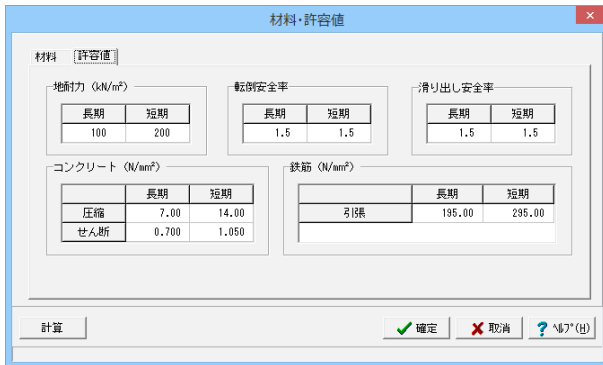 材料・許容値
材料 許容値
地耐力 (kN/m²) 転倒安全率 滑り出し安全率
長期 短期 長期 短期 長期 短期
100 200 1.5 1.5 1.5 1.5
コンクリート (N/mm²) 鉄筋 (N/mm²)
長期 短期 長期 短期
圧縮 7.00 14.00 引張 195.00 295.00
せん断 0.700 1.050
計算 確定 取消 ? ﾍﾙﾌﾟ(H)